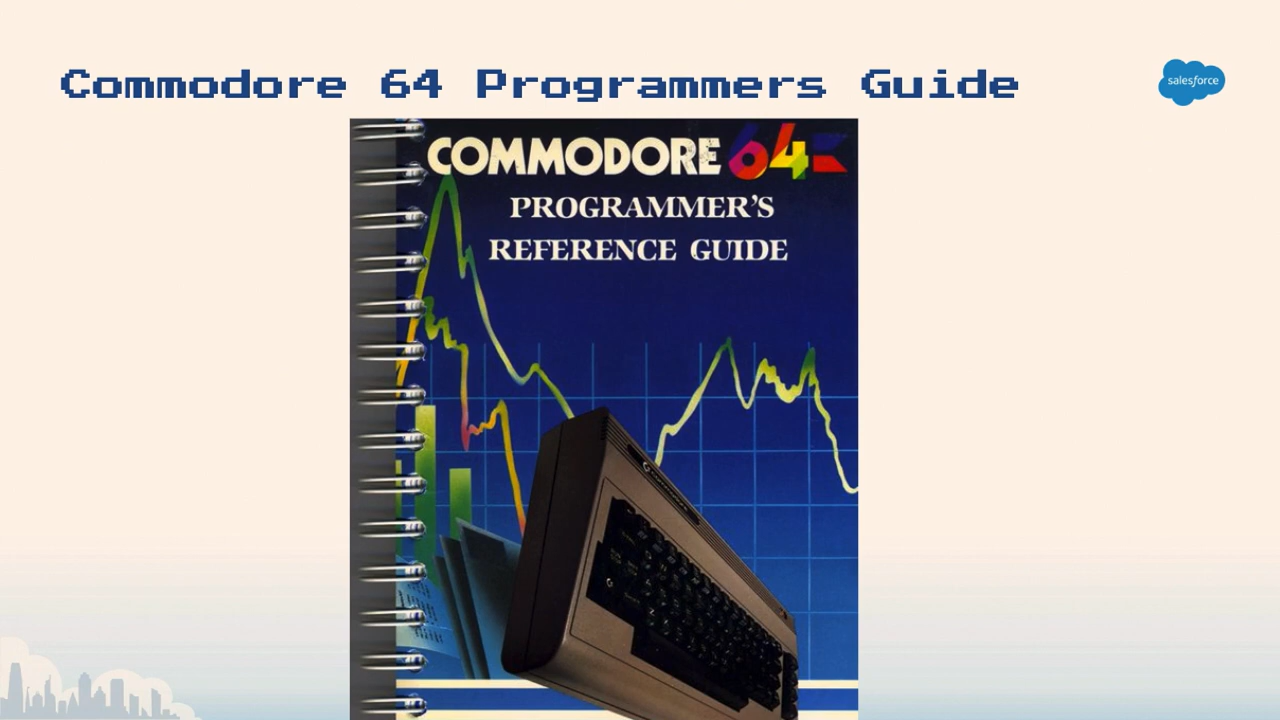 Commodore 64 Programmers Guide
salesforce
COMMODORE 64
PROGRAMMER'S
REFERENCE GUIDE